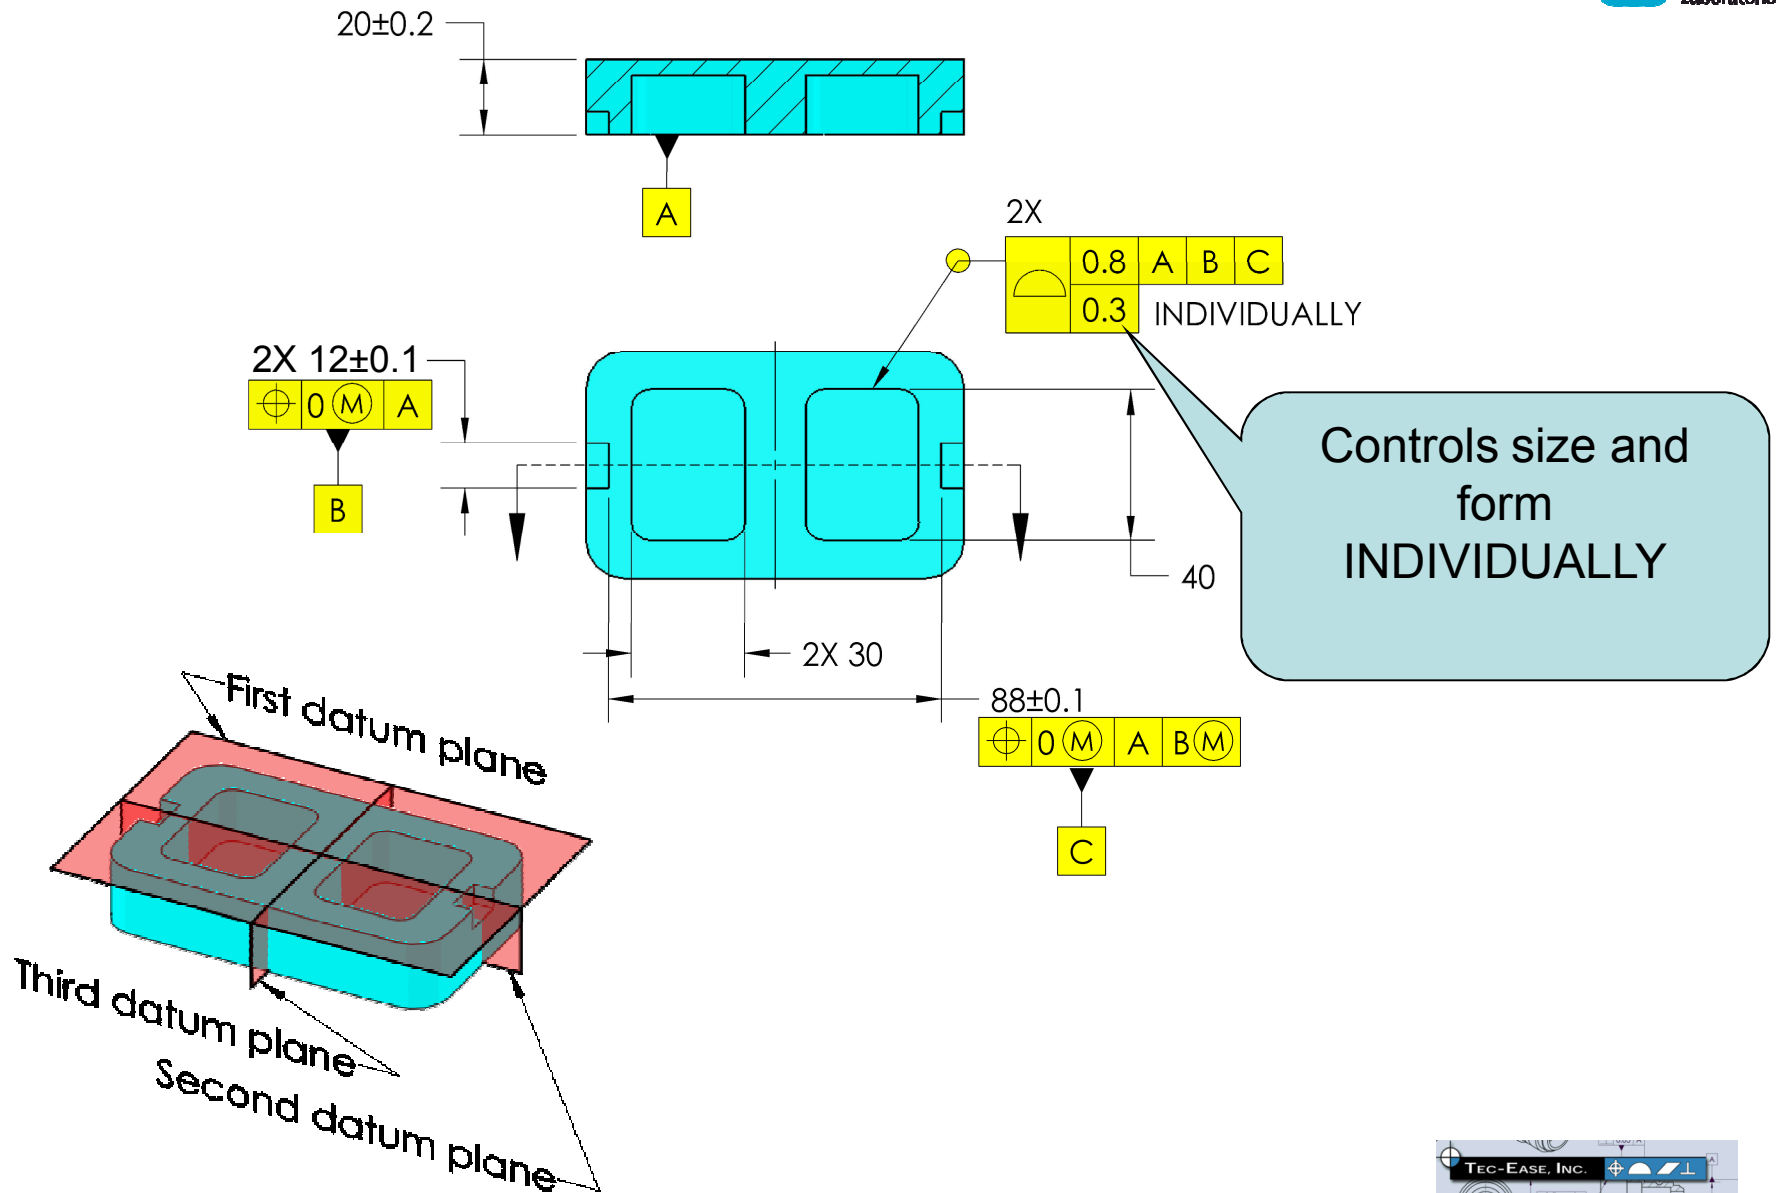 20±0.2
A
2X
0.8 A B C
0.3 INDIVIDUALLY
2X 12±0.1
0 Ⓜ A
B
Controls size and
form
INDIVIDUALLY
40
2X 30
88±0.1
0 Ⓜ A B Ⓜ
C
First datum plane
Third datum plane
Second datum plane
TEC-EASE, INC.